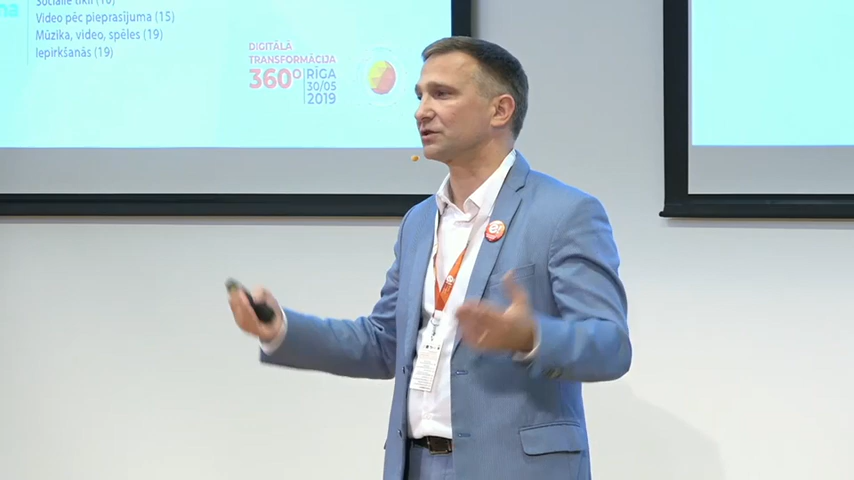 Video pēc pieprasījuma (15)
Mūzika, video, spēles (19)
Iepirkšanās (19)
DIGITĀLĀ
TRANSFORMĀCIJA
360°
RĪGA
30/05
2019